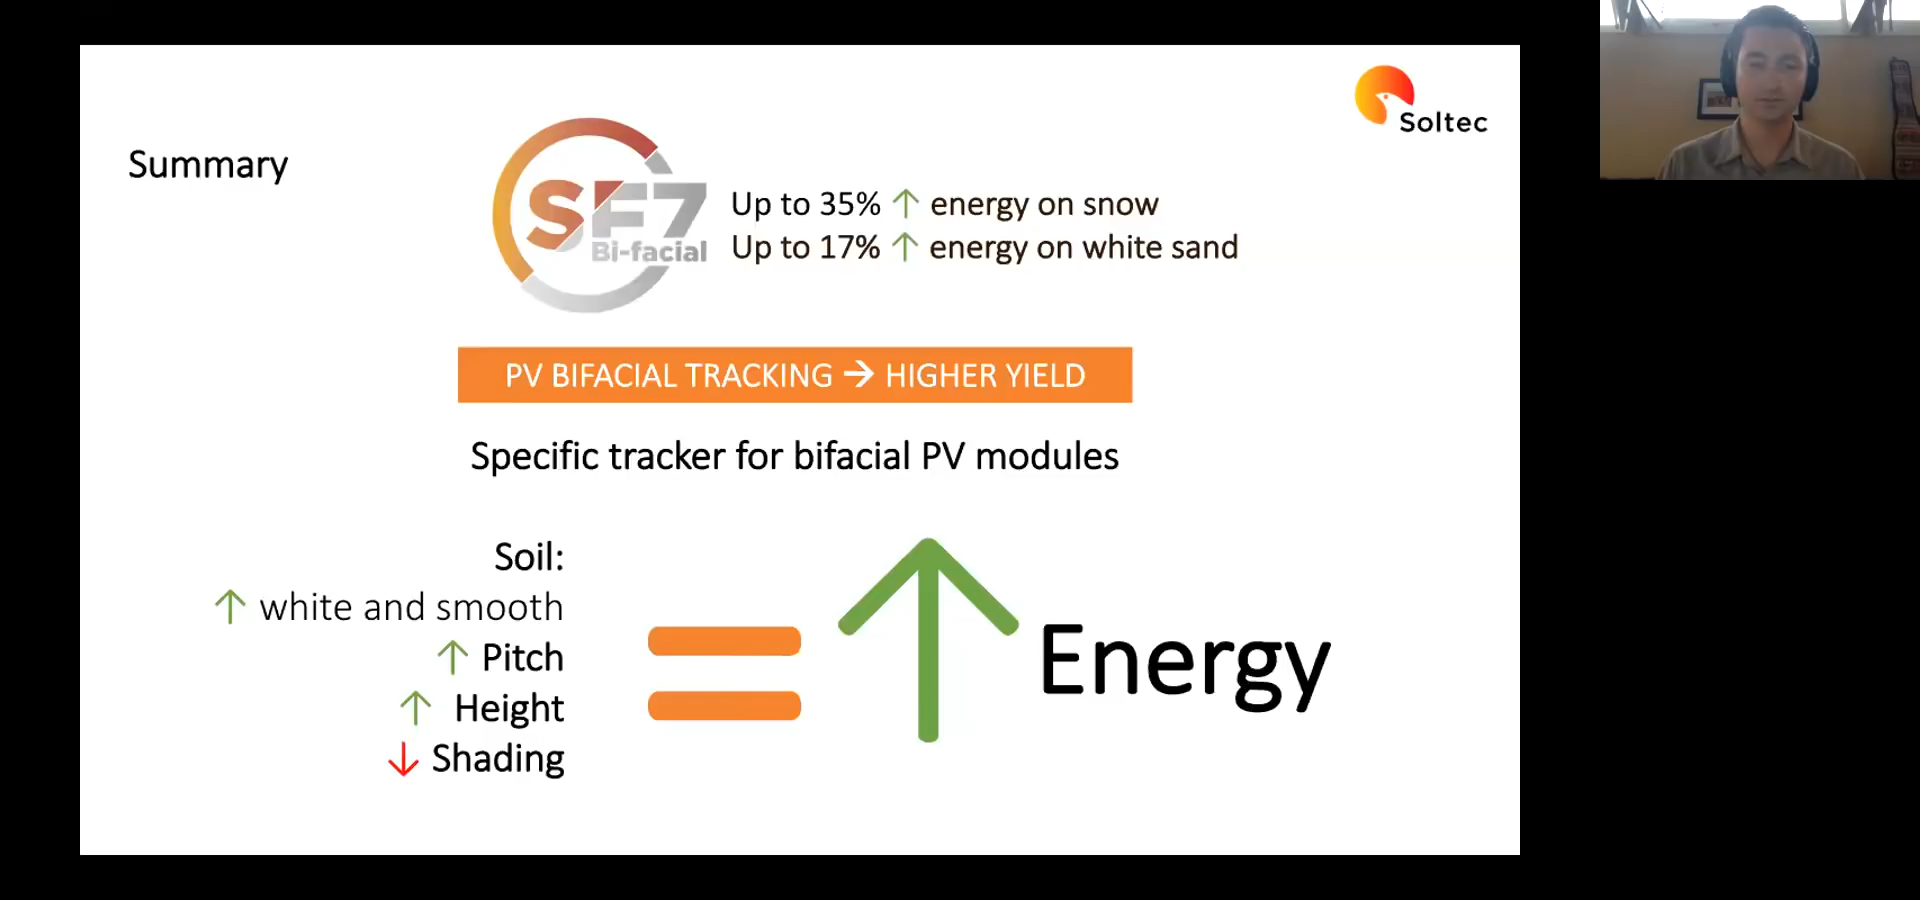 Soltec
Summary
SF7
Bi-facial
Up to 35% ↑ energy on snow
Up to 17% ↑ energy on white sand
PV BIFACIAL TRACKING → HIGHER YIELD
Specific tracker for bifacial PV modules
Soil:
↑ white and smooth
↑ Pitch
↑ Height
↓ Shading
= ↑ Energy